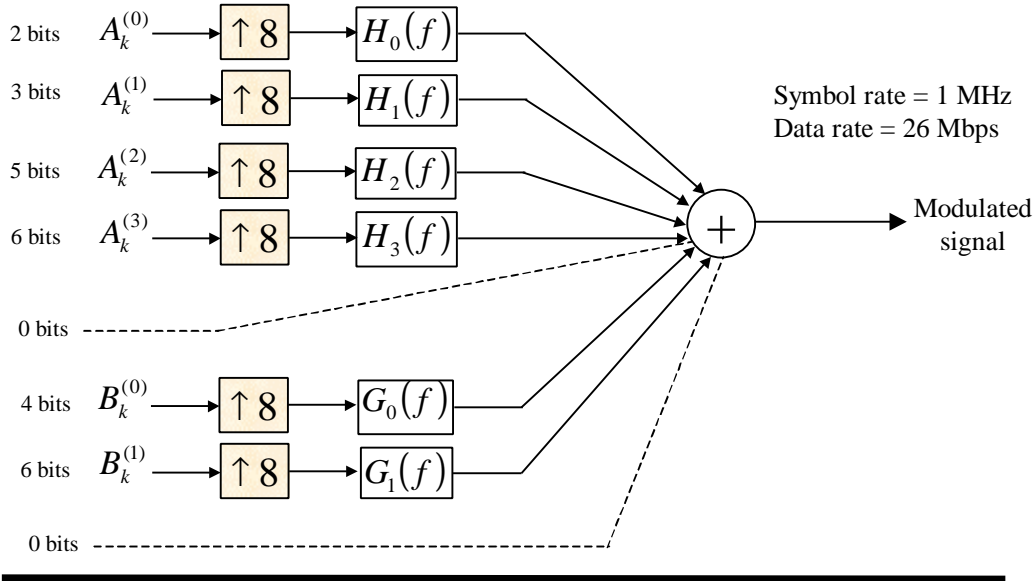 2 bits A_k^{(0)} ↑ 8 H_0(f)
3 bits A_k^{(1)} ↑ 8 H_1(f)
Symbol rate = 1 MHz
Data rate = 26 Mbps
5 bits A_k^{(2)} ↑ 8 H_2(f)
6 bits A_k^{(3)} ↑ 8 H_3(f)
+
Modulated
signal
0 bits
4 bits B_k^{(0)} ↑ 8 G_0(f)
6 bits B_k^{(1)} ↑ 8 G_1(f)
0 bits